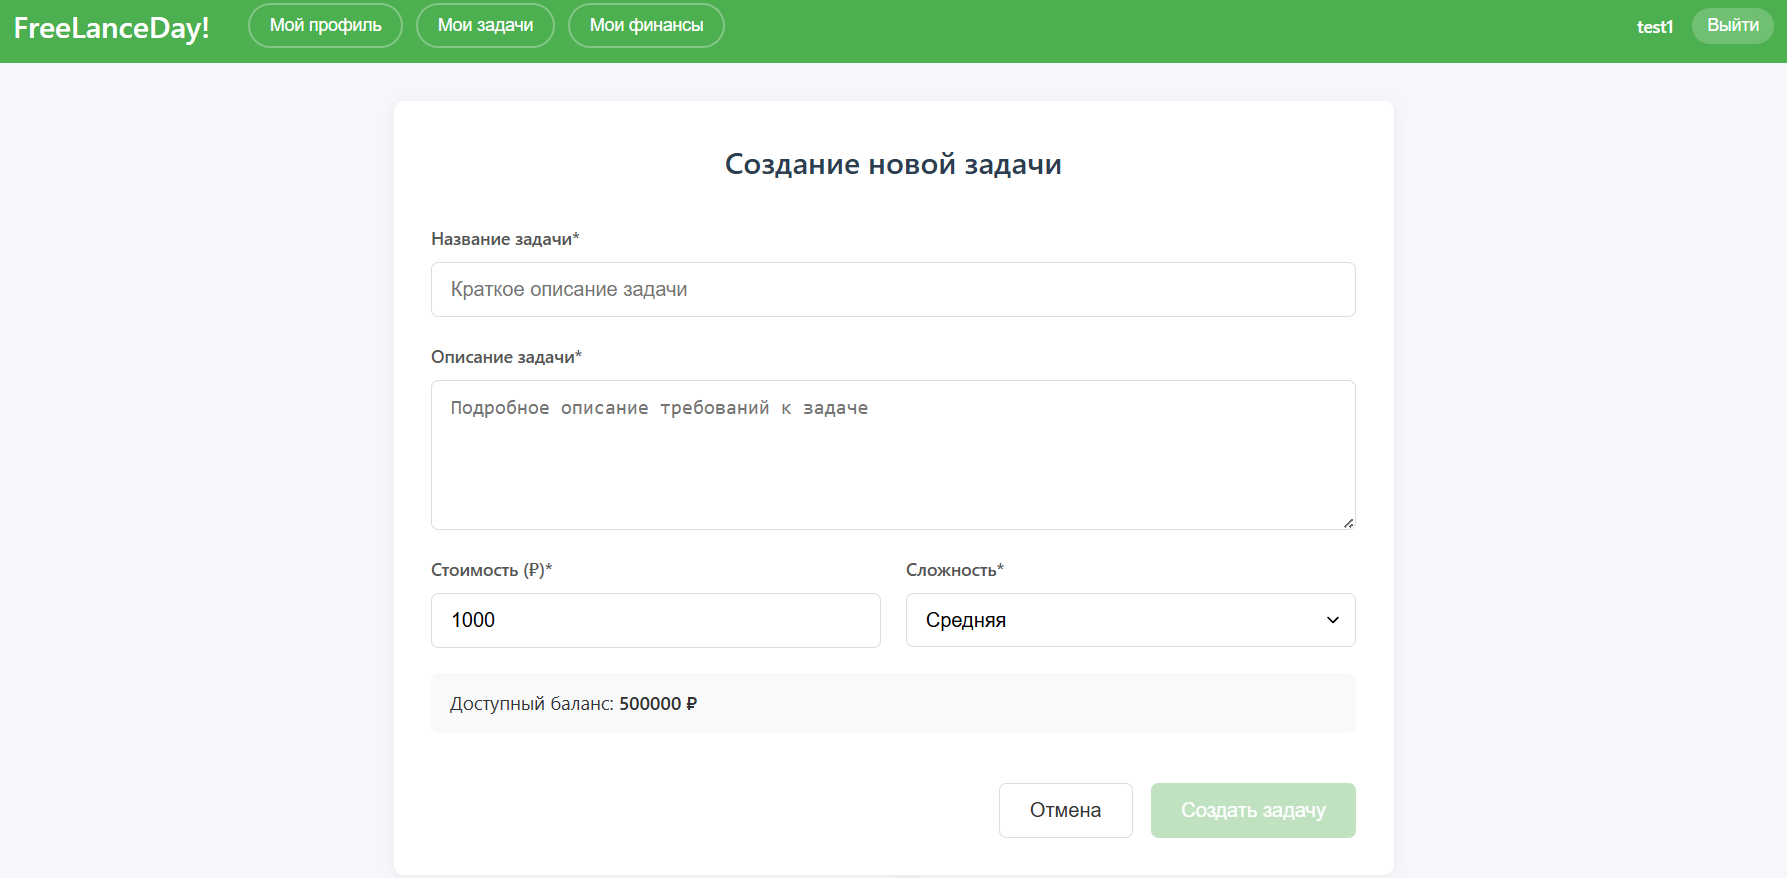 FreeLanceDay!
Мой профиль
Мои задачи
Мои финансы
test1
Выйти
Создание новой задачи
Название задачи*
Краткое описание задачи
Описание задачи*
Подробное описание требований к задаче
Стоимость (₽)*
Сложность*
1000
Средняя
Доступный баланс: 500000 ₽
Отмена
Создать задачу